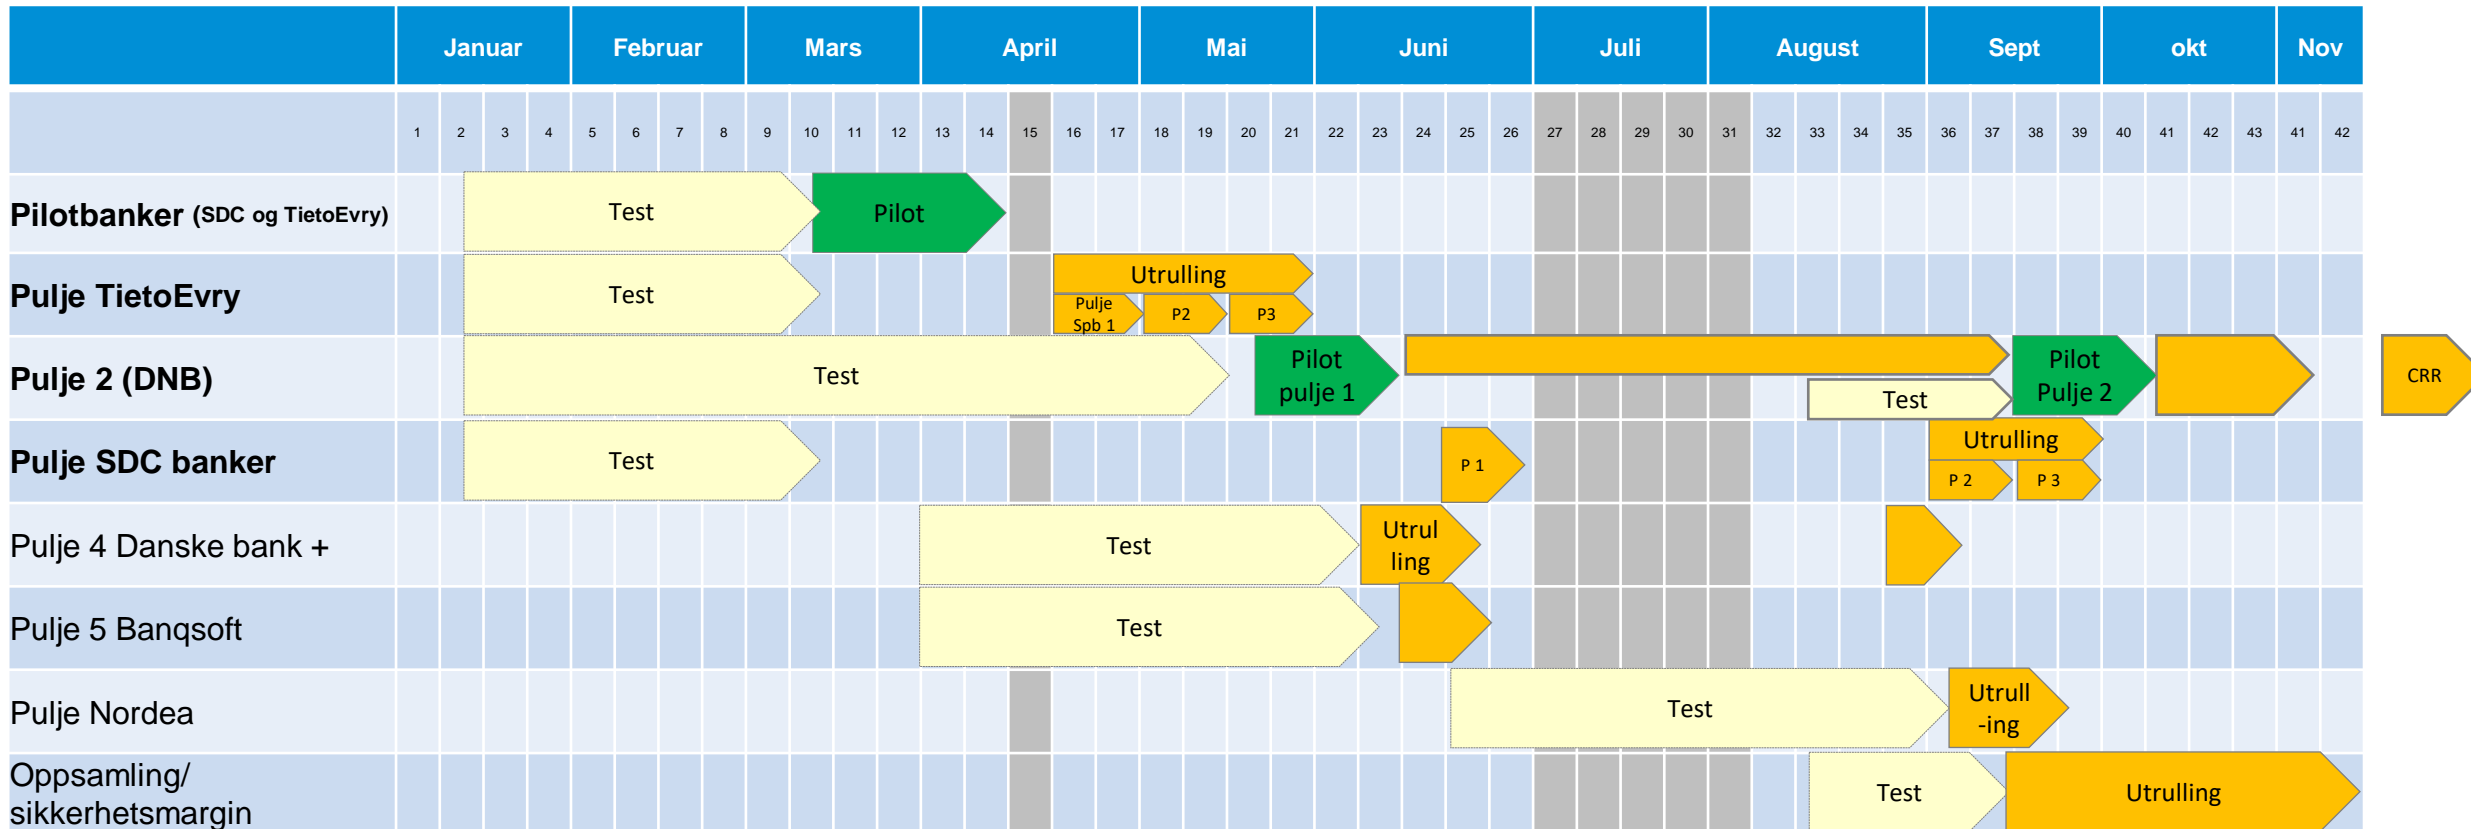 Januar Februar Mars April Mai Juni Juli August Sept okt Nov
1 2 3 4 5 6 7 8 9 10 11 12 13 14 15 16 17 18 19 20 21 22 23 24 25 26 27 28 29 30 31 32 33 34 35 36 37 38 39 40 41 42 43 41 42
Pilotbanker (SDC og TietoEvry)
Test
Pilot
Pulje TietoEvry
Test
Utrulling
Pulje
Spb 1
P2
P3
Pulje 2 (DNB)
Test
Pilot
pulje 1
Test
Pilot
Pulje 2
CRR
Pulje SDC banker
Test
P 1
Utrulling
P 2
P 3
Pulje 4 Danske bank +
Test
Utrul
ling
Pulje 5 Banqsoft
Test
Pulje Nordea
Test
Utrull
-ing
Oppsamling/
sikkerhetsmargin
Test
Utrulling